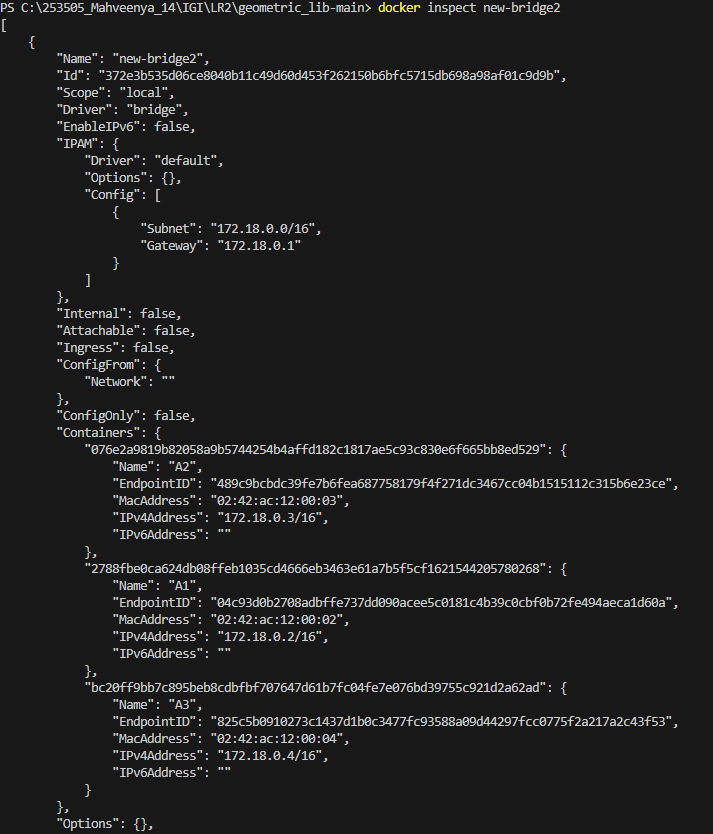 PS C:\253505_Mahveenya_14\IGI\LR2\geometric_lib-main> docker inspect new-bridge2
[
    {
        "Name": "new-bridge2",
        "Id": "372e3b535d06ce8040b11c49d60d453f262150b6bfc5715db698a98af01c9d9b",
        "Scope": "local",
        "Driver": "bridge",
        "EnableIPv6": false,
        "IPAM": {
            "Driver": "default",
            "Options": {},
            "Config": [
                {
                    "Subnet": "172.18.0.0/16",
                    "Gateway": "172.18.0.1"
                }
            ]
        },
        "Internal": false,
        "Attachable": false,
        "Ingress": false,
        "ConfigFrom": {
            "Network": ""
        },
        "ConfigOnly": false,
        "Containers": {
            "076e2a9819b82058a9b5744254b4affd182c1817ae5c93c830e6f665bb8ed529": {
                "Name": "A2",
                "EndpointID": "489c9bcbdc39fe7b6fea687758179f4f271dc3467cc04b1515112c315b6e23ce",
                "MacAddress": "02:42:ac:12:00:03",
                "IPv4Address": "172.18.0.3/16",
                "IPv6Address": ""
            },
            "2788fbe0ca624db08ffeb1035cd4666eb3463e61a7b5f5cf1621544205780268": {
                "Name": "A1",
                "EndpointID": "04c93d0b2708adbffe737dd090acee5c0181c4b39c0cbf0b72fe494aeca1d60a",
                "MacAddress": "02:42:ac:12:00:02",
                "IPv4Address": "172.18.0.2/16",
                "IPv6Address": ""
            },
            "bc20ff9bb7c895beb8cdbfbf707647d61b7fc04fe7e076bd39755c921d2a62ad": {
                "Name": "A3",
                "EndpointID": "825c5b0910273c1437d1b0c3477fc93588a09d44297fcc0775f2a217a2c43f53",
                "MacAddress": "02:42:ac:12:00:04",
                "IPv4Address": "172.18.0.4/16",
                "IPv6Address": ""
            }
        },
        "Options": {},